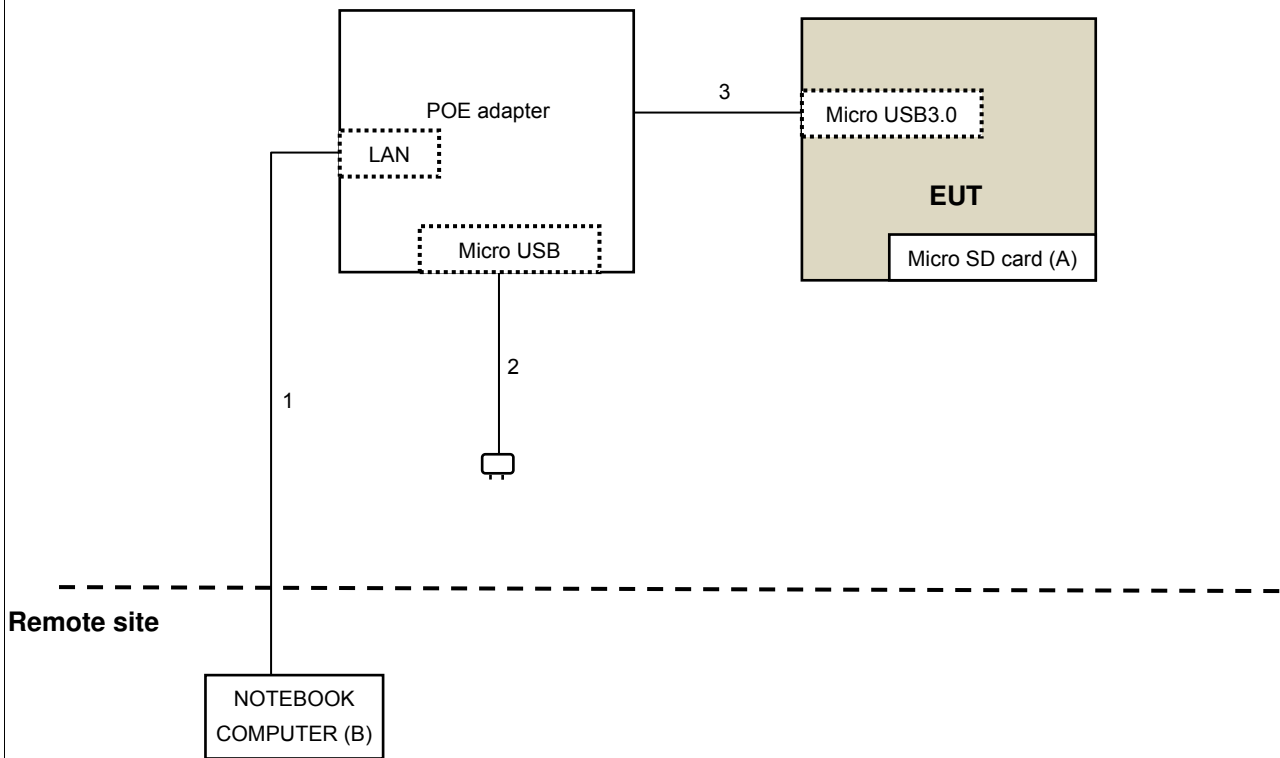 POE adapter
LAN
Micro USB
3
Micro USB3.0
EUT
Micro SD card (A)
2
1
Remote site
NOTEBOOK
COMPUTER (B)